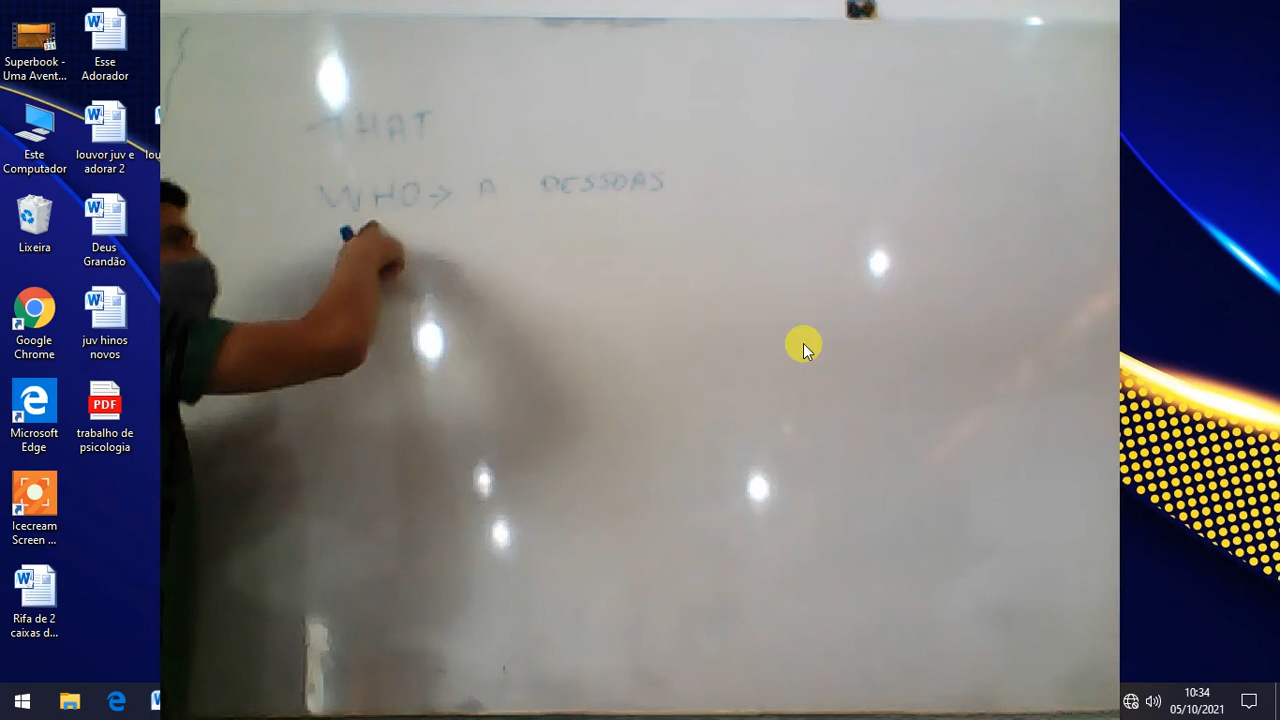 Superbook -
Uma Avent...
Esse
Adorador
Este
Computador
louvor juv e
adorar 2
lou
Lixeira
Deus
Grandão
Google
Chrome
juv hinos
novos
Microsoft
Edge
PDF
trabalho de
psicologia
Icecream
Screen ...
Rifa de 2
caixas d...
THAT
WHO → A PESSOAS
10:34
05/10/2021